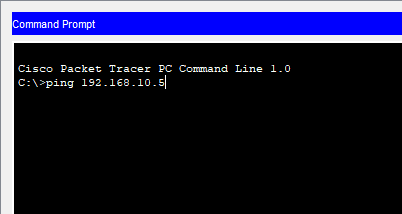 Command Prompt
Cisco Packet Tracer PC Command Line 1.0
C:\>ping 192.168.10.5